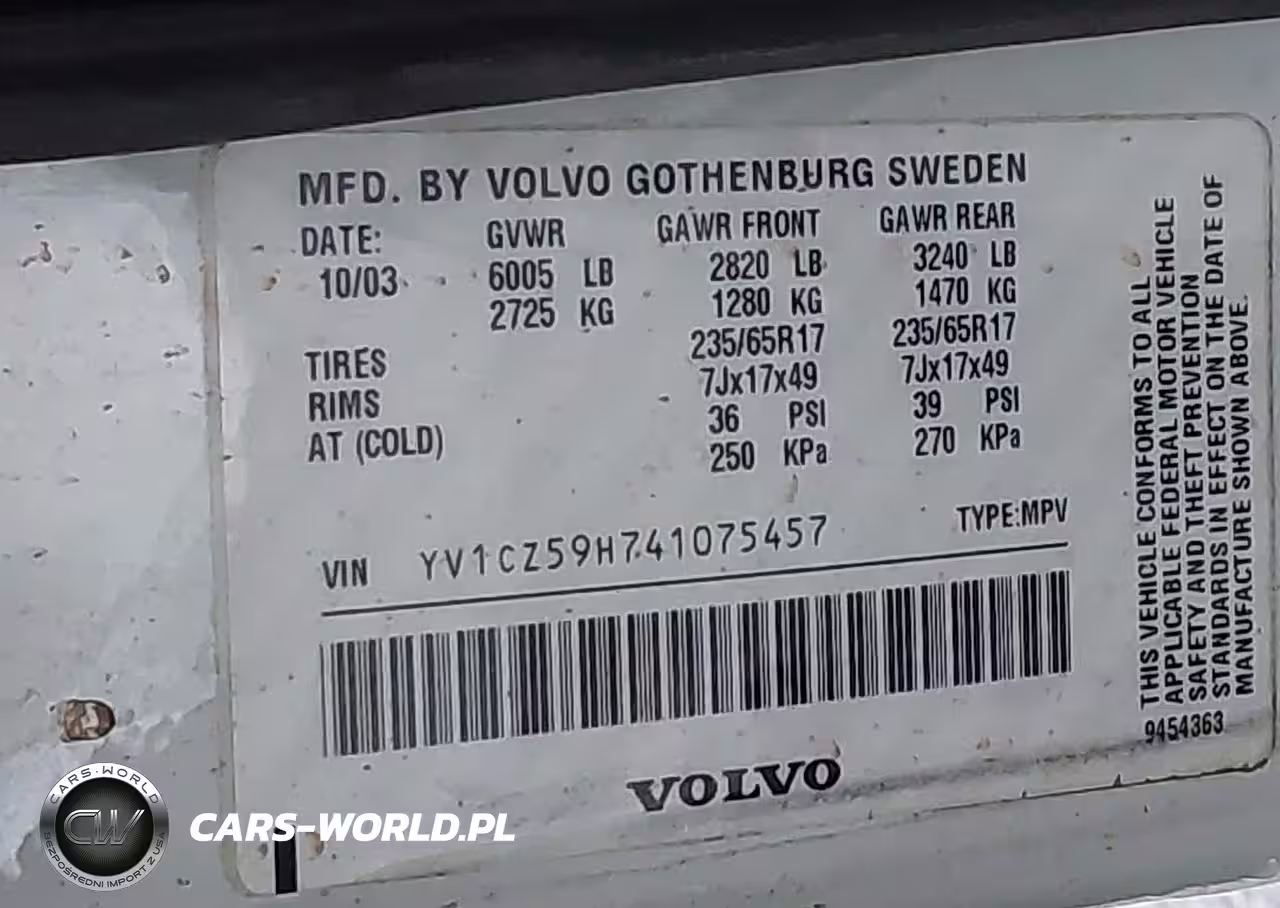 MFD. BY VOLVO GOTHENBURG SWEDEN
DATE: GVWR GAWR FRONT GAWR REAR
10/03 6005 LB 2820 LB 3240 LB
2725 KG 1280 KG 1470 KG
TIRES 235/65R17 235/65R17
RIMS 7Jx17x49 7Jx17x49
AT (COLD) 36 PSI 39 PSI
250 KPa 270 KPa
VIN YV1CZ59H741075457 TYPE:MPV
VOLVO
THIS VEHICLE CONFORMS TO ALL
APPLICABLE FEDERAL MOTOR VEHICLE
SAFETY AND THEFT PREVENTION
STANDARDS IN EFFECT ON THE DATE OF
MANUFACTURE SHOWN ABOVE.
9454363
CARS-WORLD
CW
BEZPOŚREDNI IMPORT Z USA
CARS-WORLD.PL